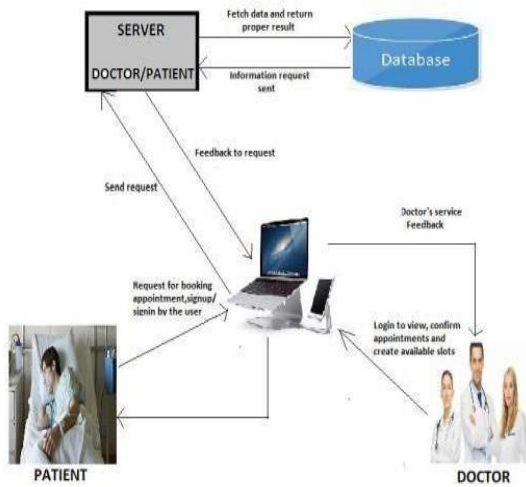 SERVER
DOCTOR/PATIENT
Fetch data and return
proper result
Database
Information request
sent
Feedback to request
Send request
Doctor's service
Feedback
Request for booking
appointment,signup/
signin by the user
Login to view, confirm
appointments and
create available slots
PATIENT
DOCTOR